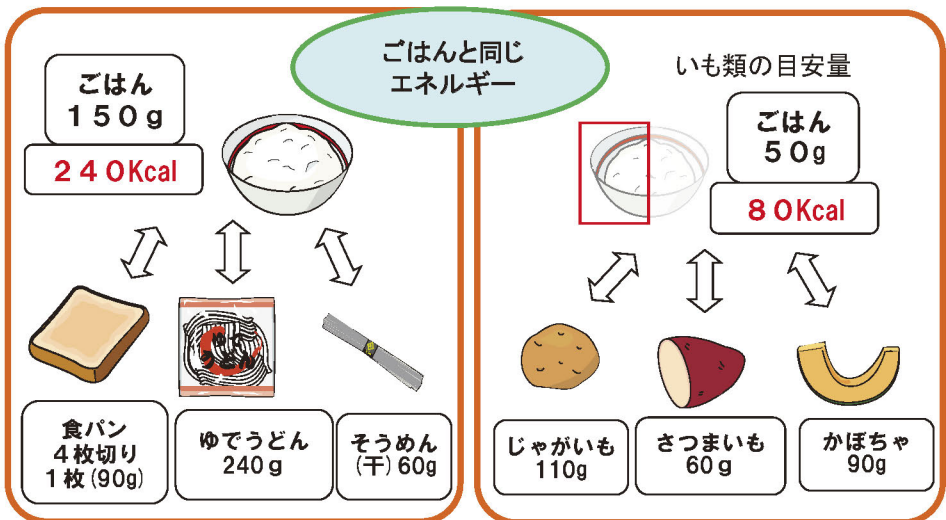 ごはんと同じ
エネルギー
ごはん
150g
240Kcal
食パン
4枚切り
1枚(90g)
ゆでうどん
240g
そうめん
(干)60g
いも類の目安量
ごはん
50g
80Kcal
じゃがいも
110g
さつまいも
60g
かぼちゃ
90g